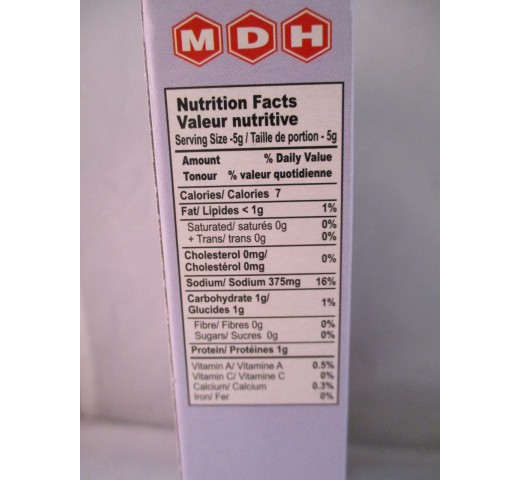 MDH
Nutrition Facts
Valeur nutritive
Serving Size -5g / Taille de portion - 5g
Amount % Daily Value
Tonour % valeur quotidienne
Calories/ Calories 7
Fat/ Lipides < 1g 1%
Saturated/ saturés 0g 0%
+ Trans/ trans 0g 0%
Cholesterol 0mg/
Cholestérol 0mg 0%
Sodium/ Sodium 375mg 16%
Carbohydrate 1g/
Glucides 1g 1%
Fibre/ Fibres 0g 0%
Sugars/ Sucres 0g 0%
Protein/ Protéines 1g
Vitamin A/ Vitamine A 0.5%
Vitamin C/ Vitamine C 0%
Calcium/ Calcium 0.3%
Iron/ Fer 0%